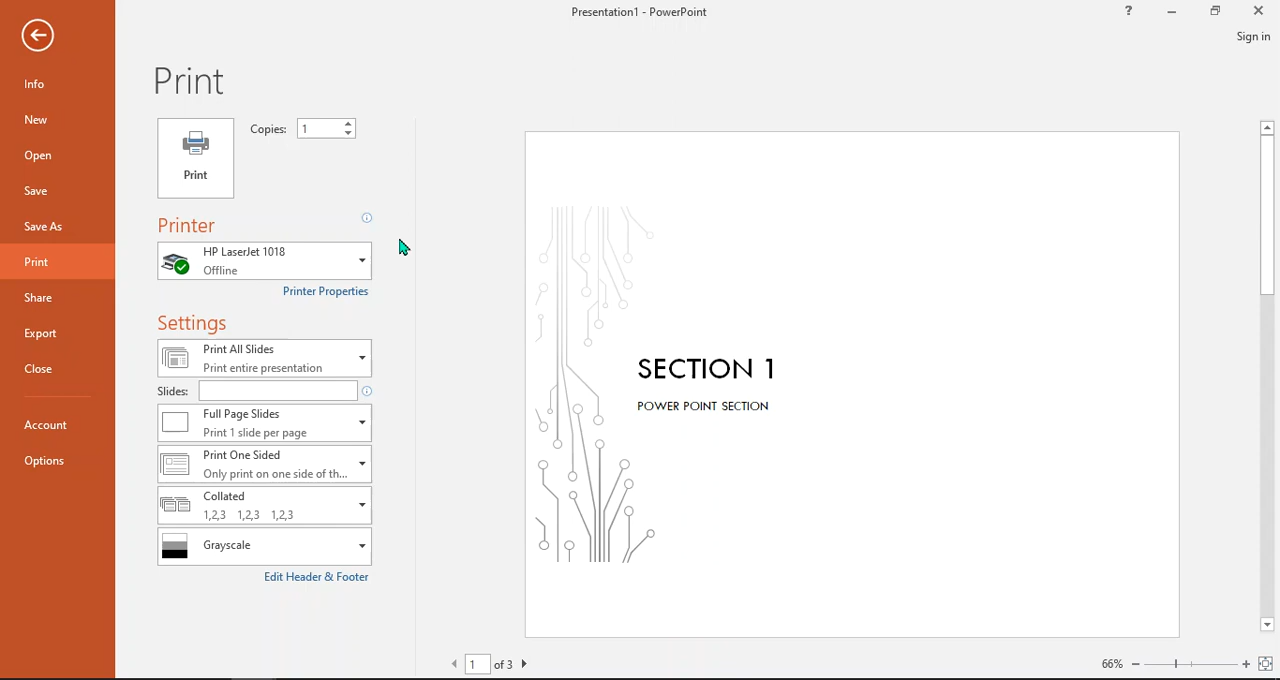 Presentation1 - PowerPoint
?
Sign in
Info
New
Open
Save
Save As
Print
Share
Export
Close
Account
Options
Print
Copies: 1
Print
Printer
HP LaserJet 1018
Offline
Printer Properties
Settings
Print All Slides
Print entire presentation
Slides:
Full Page Slides
Print 1 slide per page
Print One Sided
Only print on one side of th...
Collated
1,2,3 1,2,3 1,2,3
Grayscale
Edit Header & Footer
SECTION 1
POWER POINT SECTION
1 of 3
66%